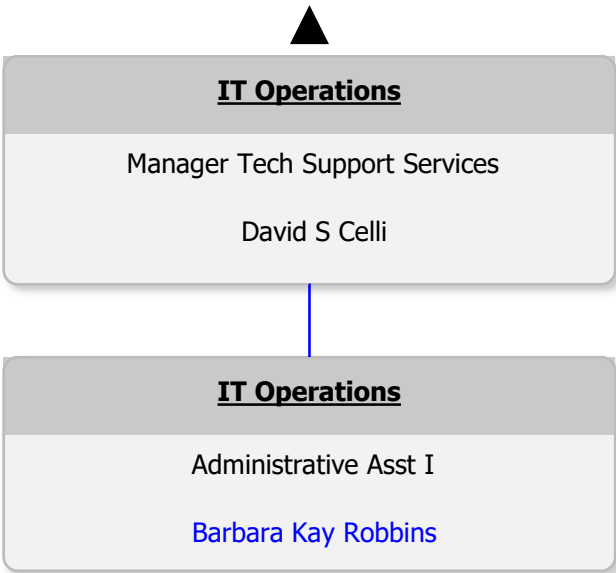 IT Operations
Manager Tech Support Services
David S Celli
IT Operations
Administrative Asst I
Barbara Kay Robbins